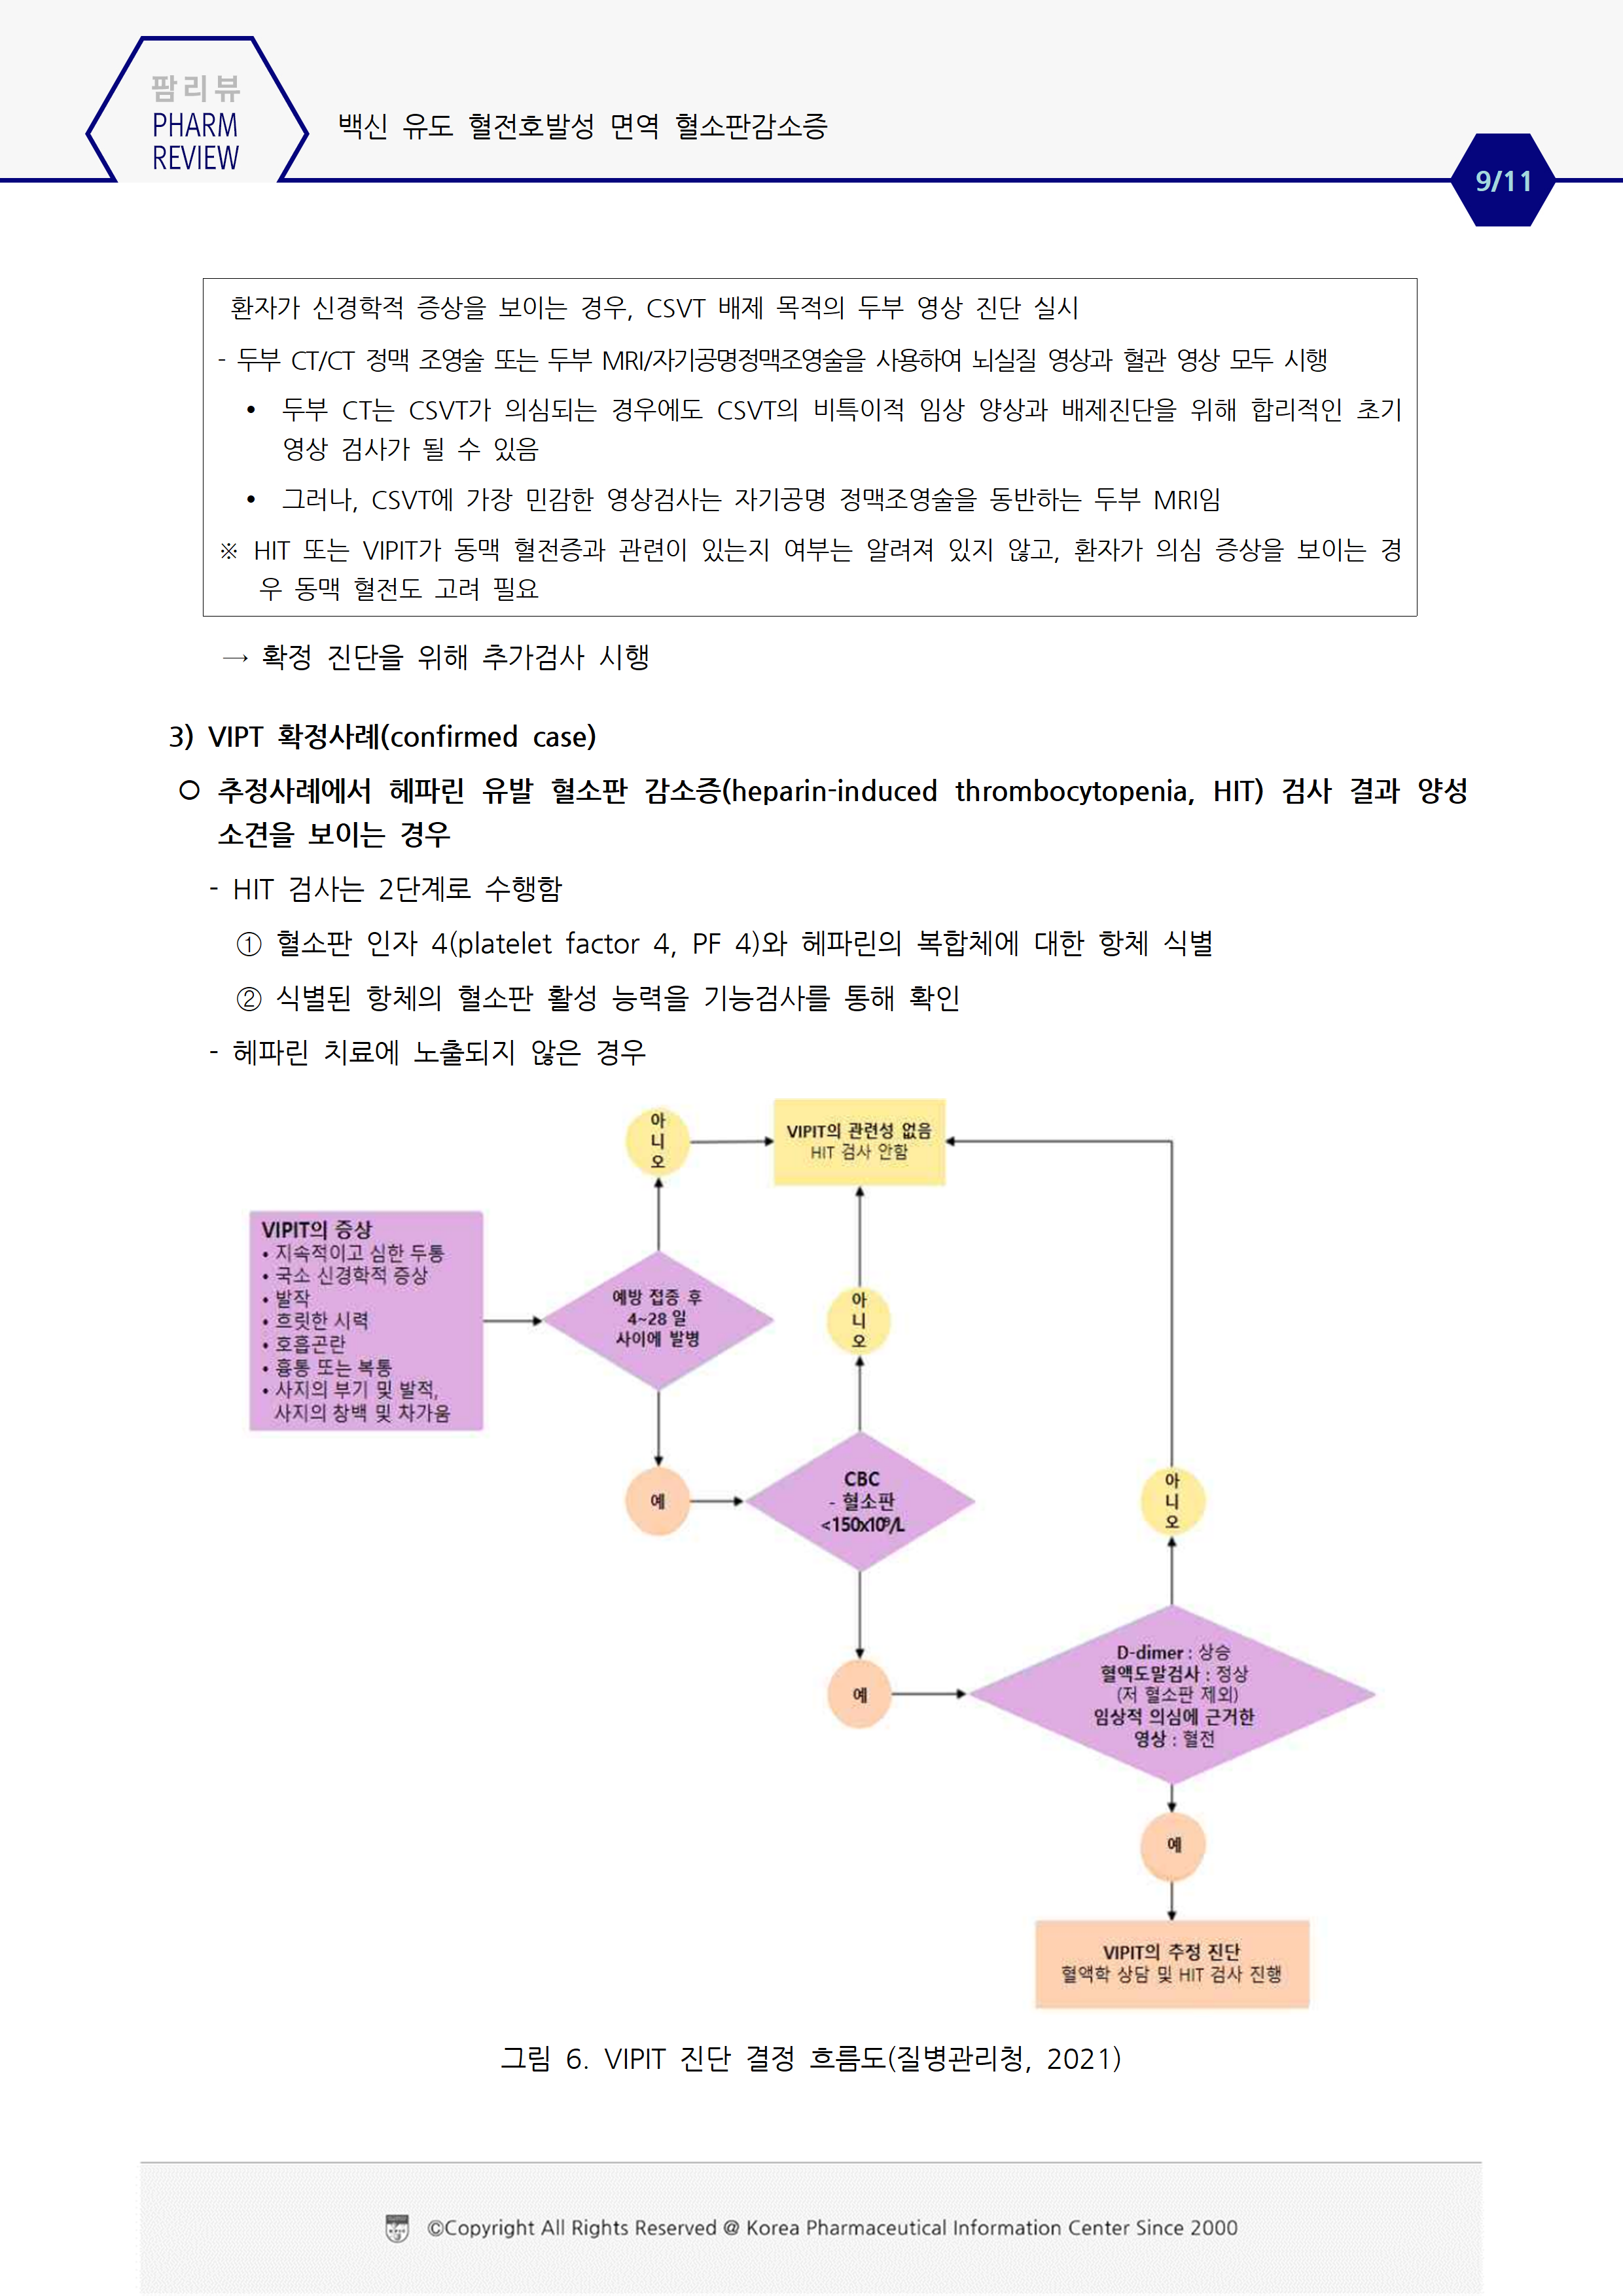 팜리뷰
PHARM
REVIEW
백신 유도 혈전호발성 면역 혈소판감소증
9/11
환자가 신경학적 증상을 보이는 경우, CSVT 배제 목적의 두부 영상 진단 실시
- 두부 CT/CT 정맥 조영술 또는 두부 MRI/자기공명정맥조영술을 사용하여 뇌실질 영상과 혈관 영상 모두 시행
• 두부 CT는 CSVT가 의심되는 경우에도 CSVT의 비특이적 임상 양상과 배제진단을 위해 합리적인 초기
영상 검사가 될 수 있음
• 그러나, CSVT에 가장 민감한 영상검사는 자기공명 정맥조영술을 동반하는 두부 MRI임
※ HIT 또는 VIPIT가 동맥 혈전증과 관련이 있는지 여부는 알려져 있지 않고, 환자가 의심 증상을 보이는 경
우 동맥 혈전도 고려 필요
→ 확정 진단을 위해 추가검사 시행
3) VIPT 확정사례(confirmed case)
○ 추정사례에서 헤파린 유발 혈소판 감소증(heparin-induced thrombocytopenia, HIT) 검사 결과 양성
소견을 보이는 경우
- HIT 검사는 2단계로 수행함
① 혈소판 인자 4(platelet factor 4, PF 4)와 헤파린의 복합체에 대한 항체 식별
② 식별된 항체의 혈소판 활성 능력을 기능검사를 통해 확인
- 헤파린 치료에 노출되지 않은 경우
아
니
오
VIPIT의 관련성 없음
HIT 검사 안함
VIPIT의 증상
• 지속적이고 심한 두통
• 국소 신경학적 증상
• 발작
• 흐릿한 시력
• 호흡곤란
• 흉통 또는 복통
• 사지의 부기 및 발적,
사지의 창백 및 차가움
예방 접종 후
4~28 일
사이에 발병
아
니
오
예
CBC
- 혈소판
<150x10⁹/L
아
니
오
예
D-dimer : 상승
혈액도말검사 : 정상
(저 혈소판 제외)
임상적 의심에 근거한
영상 : 혈전
예
VIPIT의 추정 진단
혈액학 상담 및 HIT 검사 진행
그림 6. VIPIT 진단 결정 흐름도(질병관리청, 2021)
©Copyright All Rights Reserved @ Korea Pharmaceutical Information Center Since 2000